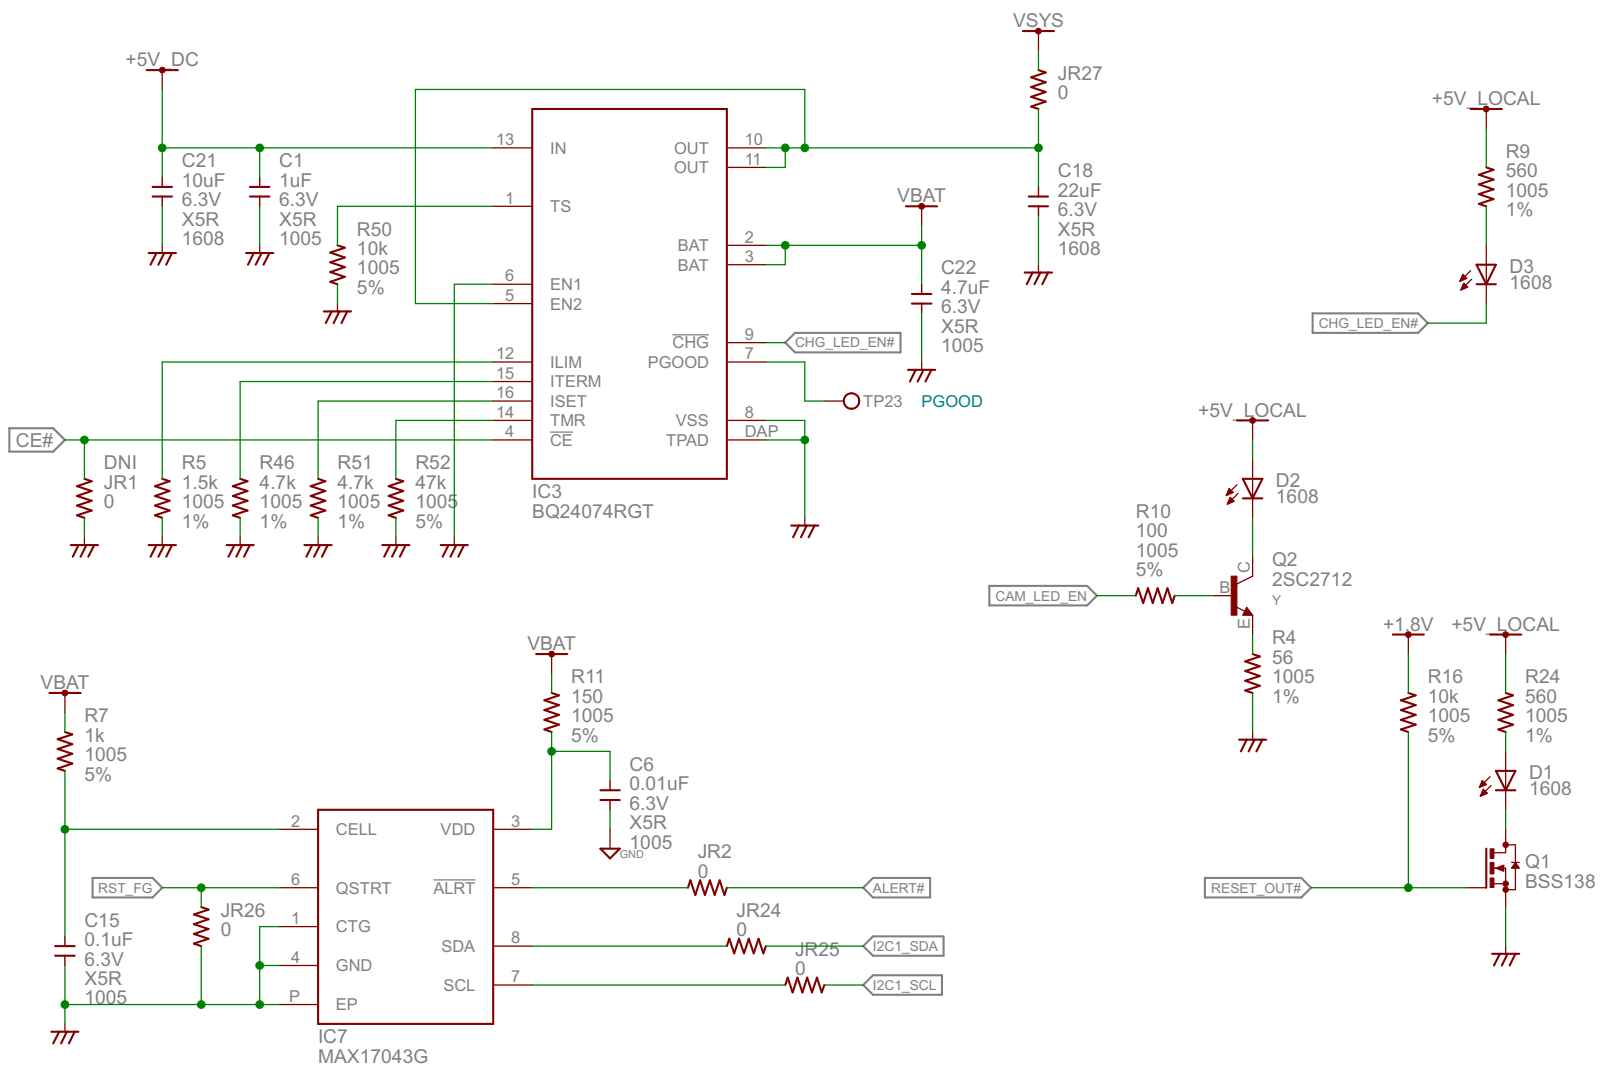 +5V_DC
C21
10uF
6.3V
X5R
1608
C1
1uF
6.3V
X5R
1005
R50
10k
1005
5%
13
1
6
5
12
15
16
14
4
IN
TS
EN1
EN2
ILIM
ITERM
ISET
TMR
CE
OUT
OUT
BAT
BAT
CHG
PGOOD
VSS
TPAD
10
11
2
3
9
7
8
DAP
IC3
BQ24074RGT
VSYS
JR27
0
C18
22uF
6.3V
X5R
1608
VBAT
C22
4.7uF
6.3V
X5R
1005
CHG_LED_EN#
TP23
PGOOD
CE#
DNI
JR1
0
R5
1.5k
1005
1%
R46
4.7k
1005
1%
R51
4.7k
1005
1%
R52
47k
1005
5%
+5V_LOCAL
R9
560
1005
1%
D3
1608
CHG_LED_EN#
+5V_LOCAL
D2
1608
R10
100
1005
5%
CAM_LED_EN
B
C
E
Q2
2SC2712
Y
R4
56
1005
1%
+1.8V
+5V_LOCAL
R16
10k
1005
5%
R24
560
1005
1%
D1
1608
Q1
BSS138
RESET_OUT#
VBAT
R7
1k
1005
5%
VBAT
R11
150
1005
5%
C6
0.01uF
6.3V
X5R
1005
GND
RST_FG
JR26
0
C15
0.1uF
6.3V
X5R
1005
2
6
1
4
P
CELL
QSTRT
CTG
GND
EP
VDD
ALRT
SDA
SCL
3
5
8
7
IC7
MAX17043G
JR2
0
ALERT#
JR24
0
I2C1_SDA
JR25
0
I2C1_SCL